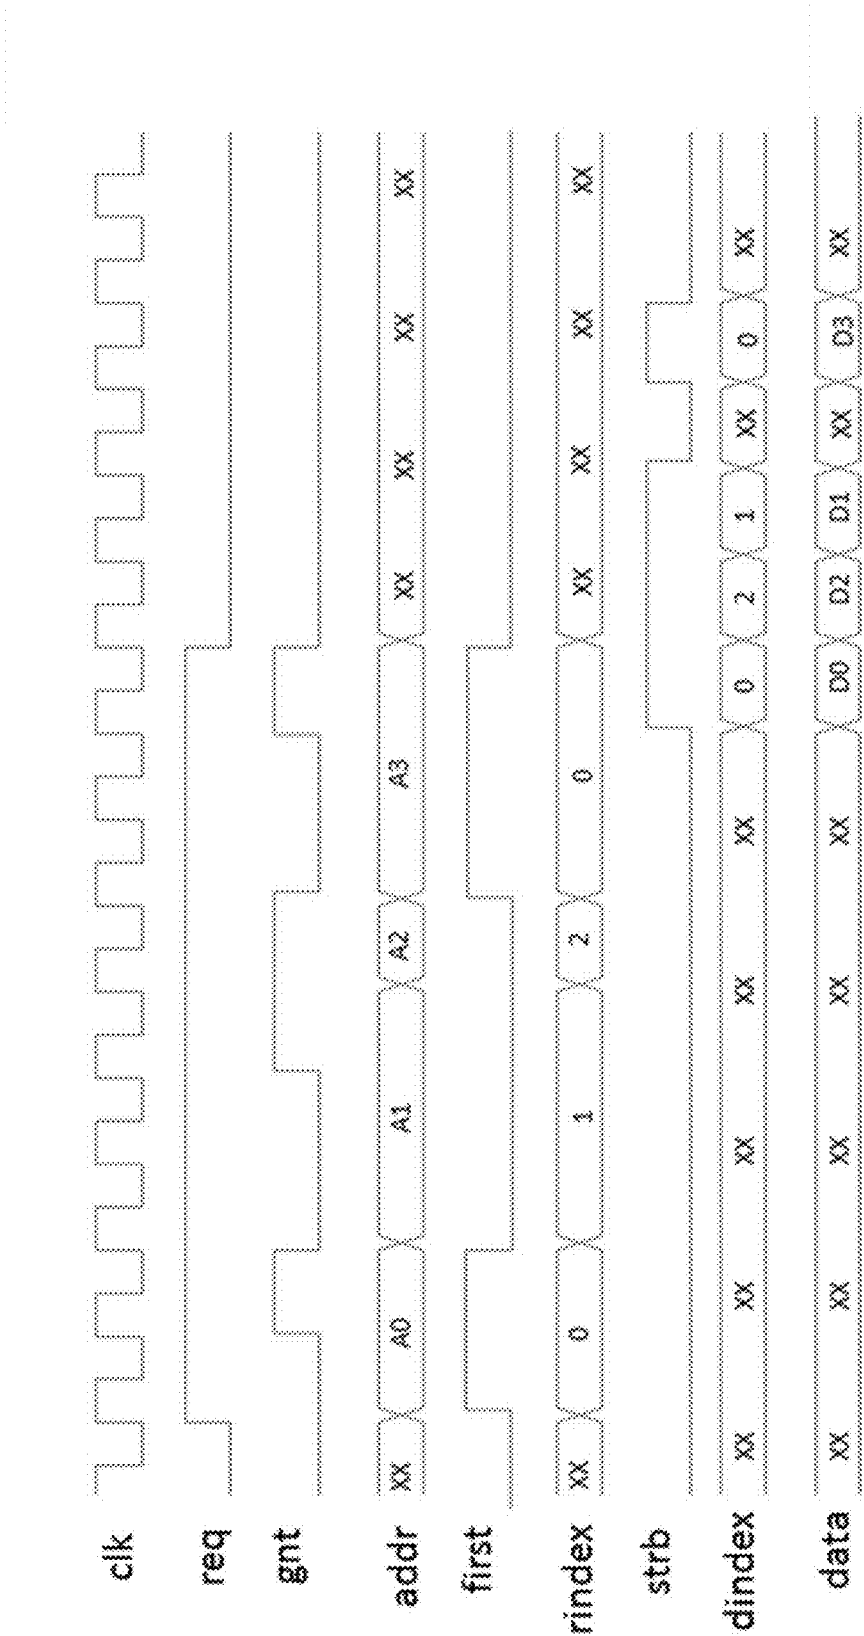 clk
req
gnt
addr XX A0 A1 A2 A3 XX XX XX XX
first
rindex XX 0 1 2 0 XX XX XX XX
strb
dindex XX XX XX XX XX 0 2 1 XX 0 XX
data XX XX XX XX XX D0 D2 D1 XX D3 XX